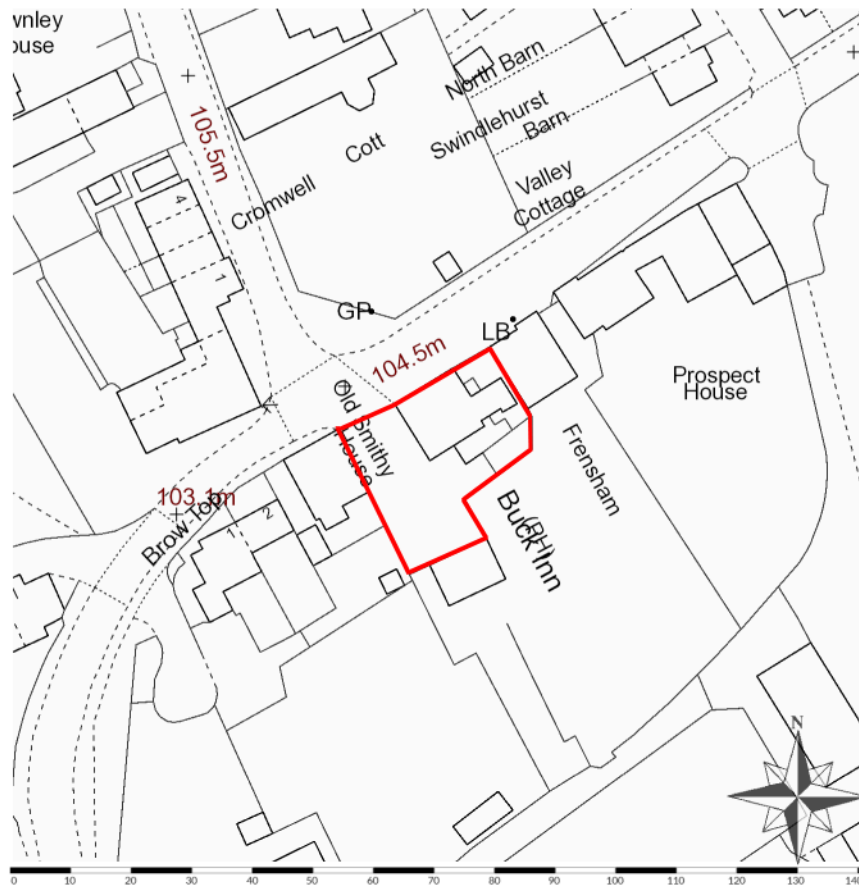 wnley
ouse
North Barn
Swindlehurst
Barn
105.5m
Cott
Cromwell
Valley
Cottage
4
1
GP
LB
104.5m
Prospect
House
Old Smithy
House
Frensham
103.1m
Brow-Top
1
2
Buck Inn
(PH)
N
0 10 20 30 40 50 60 70 80 90 100 110 120 130 140